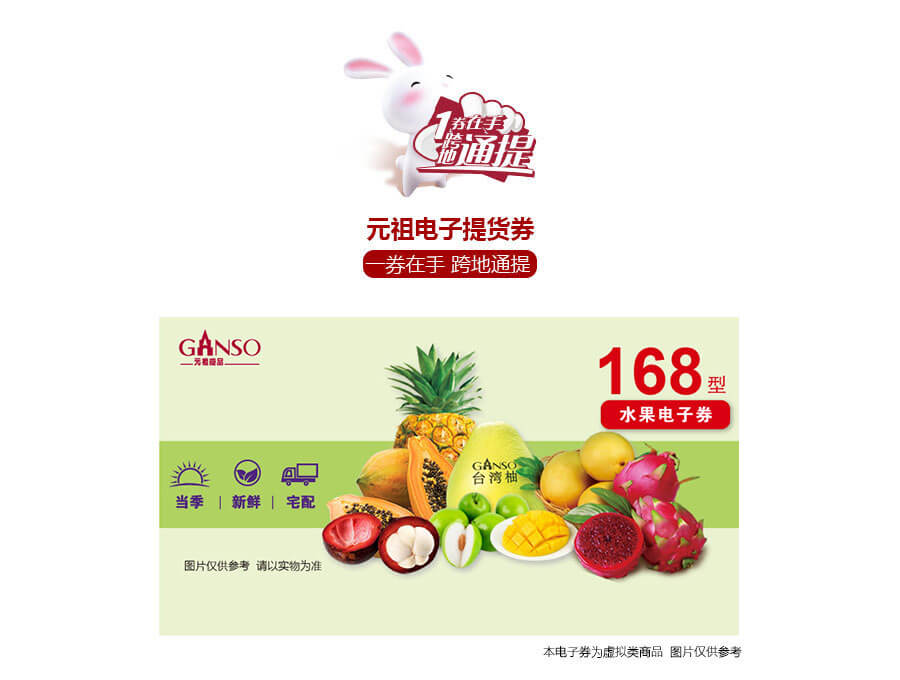 1券在手
跨地
通提
元祖电子提货券
一券在手 跨地通提
GANSO
元祖食品
168型
水果电子券
GANSO
台湾柚
当季 | 新鲜 | 宅配
图片仅供参考 请以实物为准
本电子券为虚拟类商品 图片仅供参考